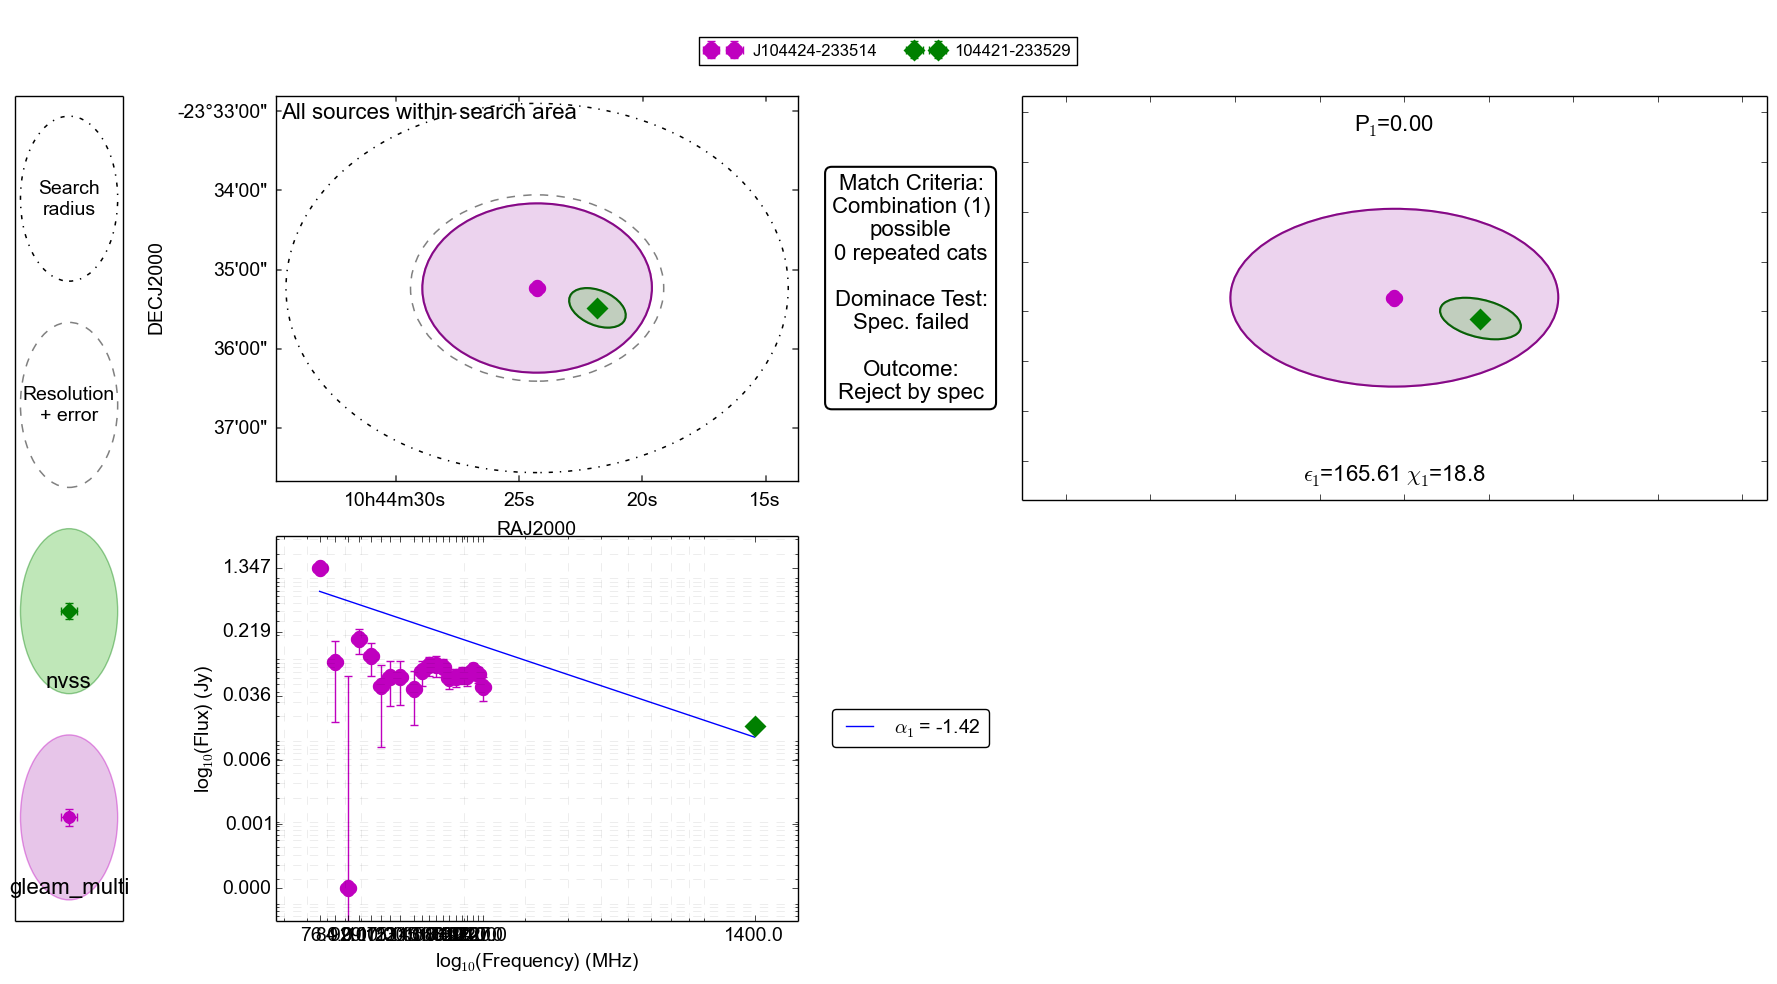 J104424-233514
104421-233529
Search
radius
Resolution
+ error
nvss
gleam_multi
All sources within search area
DECJ2000
-23°33'00"
34'00"
35'00"
36'00"
37'00"
10h44m30s
25s
20s
15s
RAJ2000
Match Criteria:
Combination (1)
possible
0 repeated cats
Dominace Test:
Spec. failed
Outcome:
Reject by spec
P₁=0.00
ϵ₁=165.61 χ₁=18.8
log₁₀(Flux) (Jy)
1.347
0.219
0.036
0.006
0.001
0.000
1400.0
log₁₀(Frequency) (MHz)
α₁ = -1.42